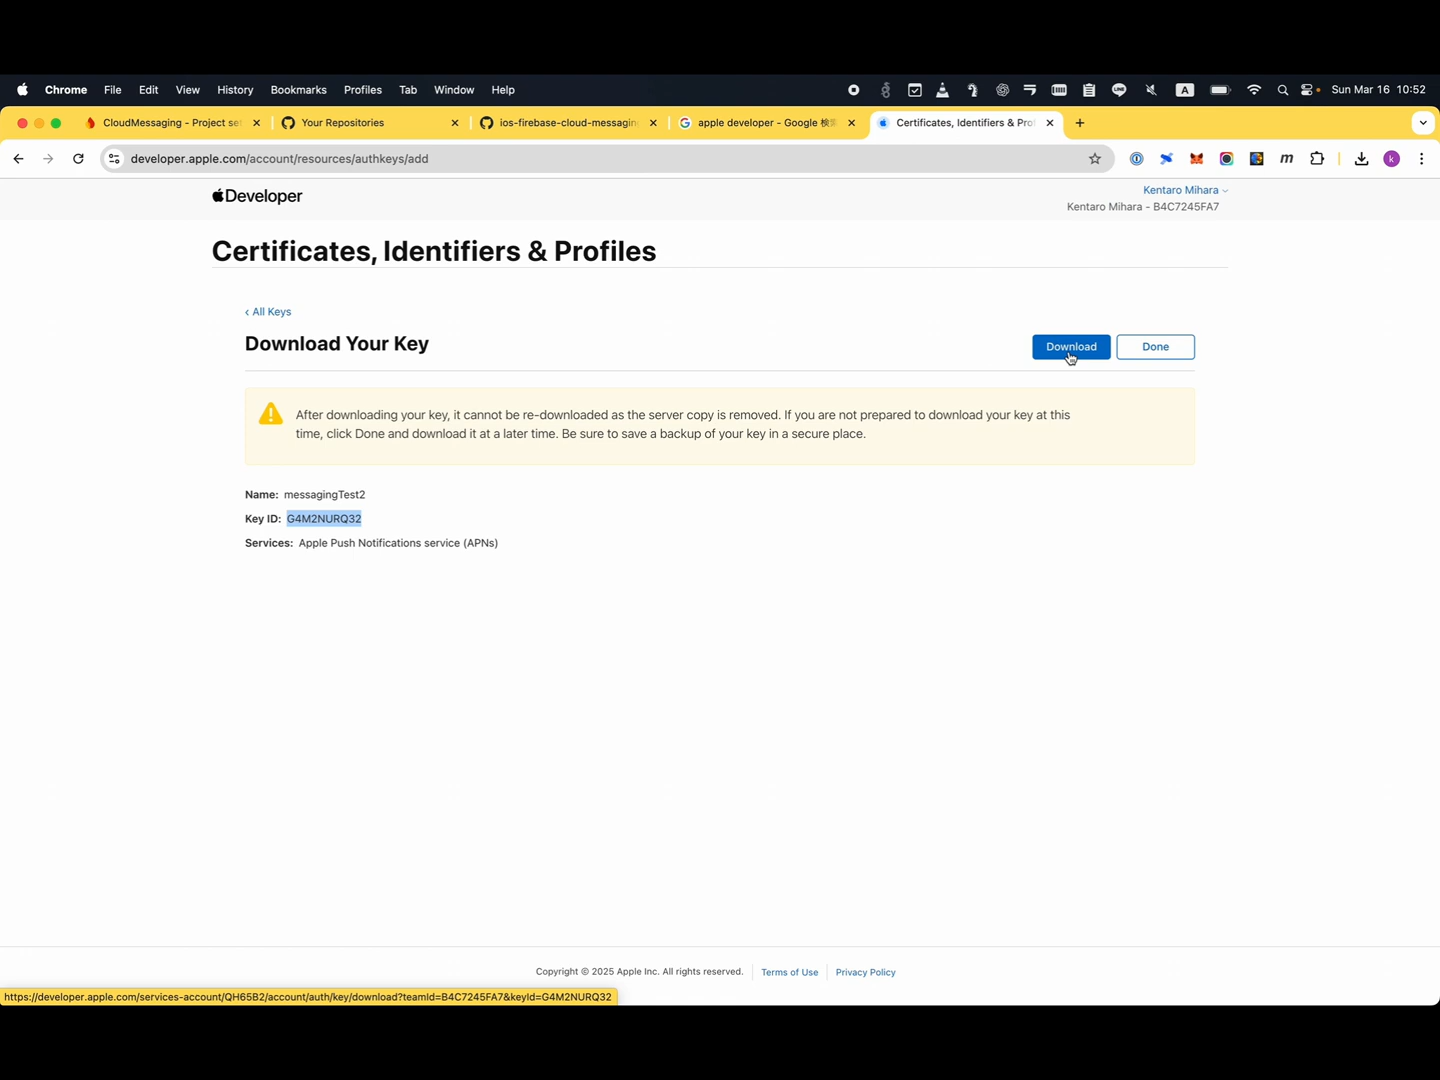 Chrome File Edit View History Bookmarks Profiles Tab Window Help
A Sun Mar 16 10:52
CloudMessaging - Project set
Your Repositories
ios-firebase-cloud-messaging
apple developer - Google 検索
Certificates, Identifiers & Prof
developer.apple.com/account/resources/authkeys/add
m
k
Developer
Kentaro Mihara
Kentaro Mihara - B4C7245FA7
Certificates, Identifiers & Profiles
‹ All Keys
Download Your Key
Download
Done
After downloading your key, it cannot be re-downloaded as the server copy is removed. If you are not prepared to download your key at this
time, click Done and download it at a later time. Be sure to save a backup of your key in a secure place.
Name: messagingTest2
Key ID: G4M2NURQ32
Services: Apple Push Notifications service (APNs)
Copyright © 2025 Apple Inc. All rights reserved.
Terms of Use
Privacy Policy
https://developer.apple.com/services-account/QH65B2/account/auth/key/download?teamId=B4C7245FA7&keyId=G4M2NURQ32